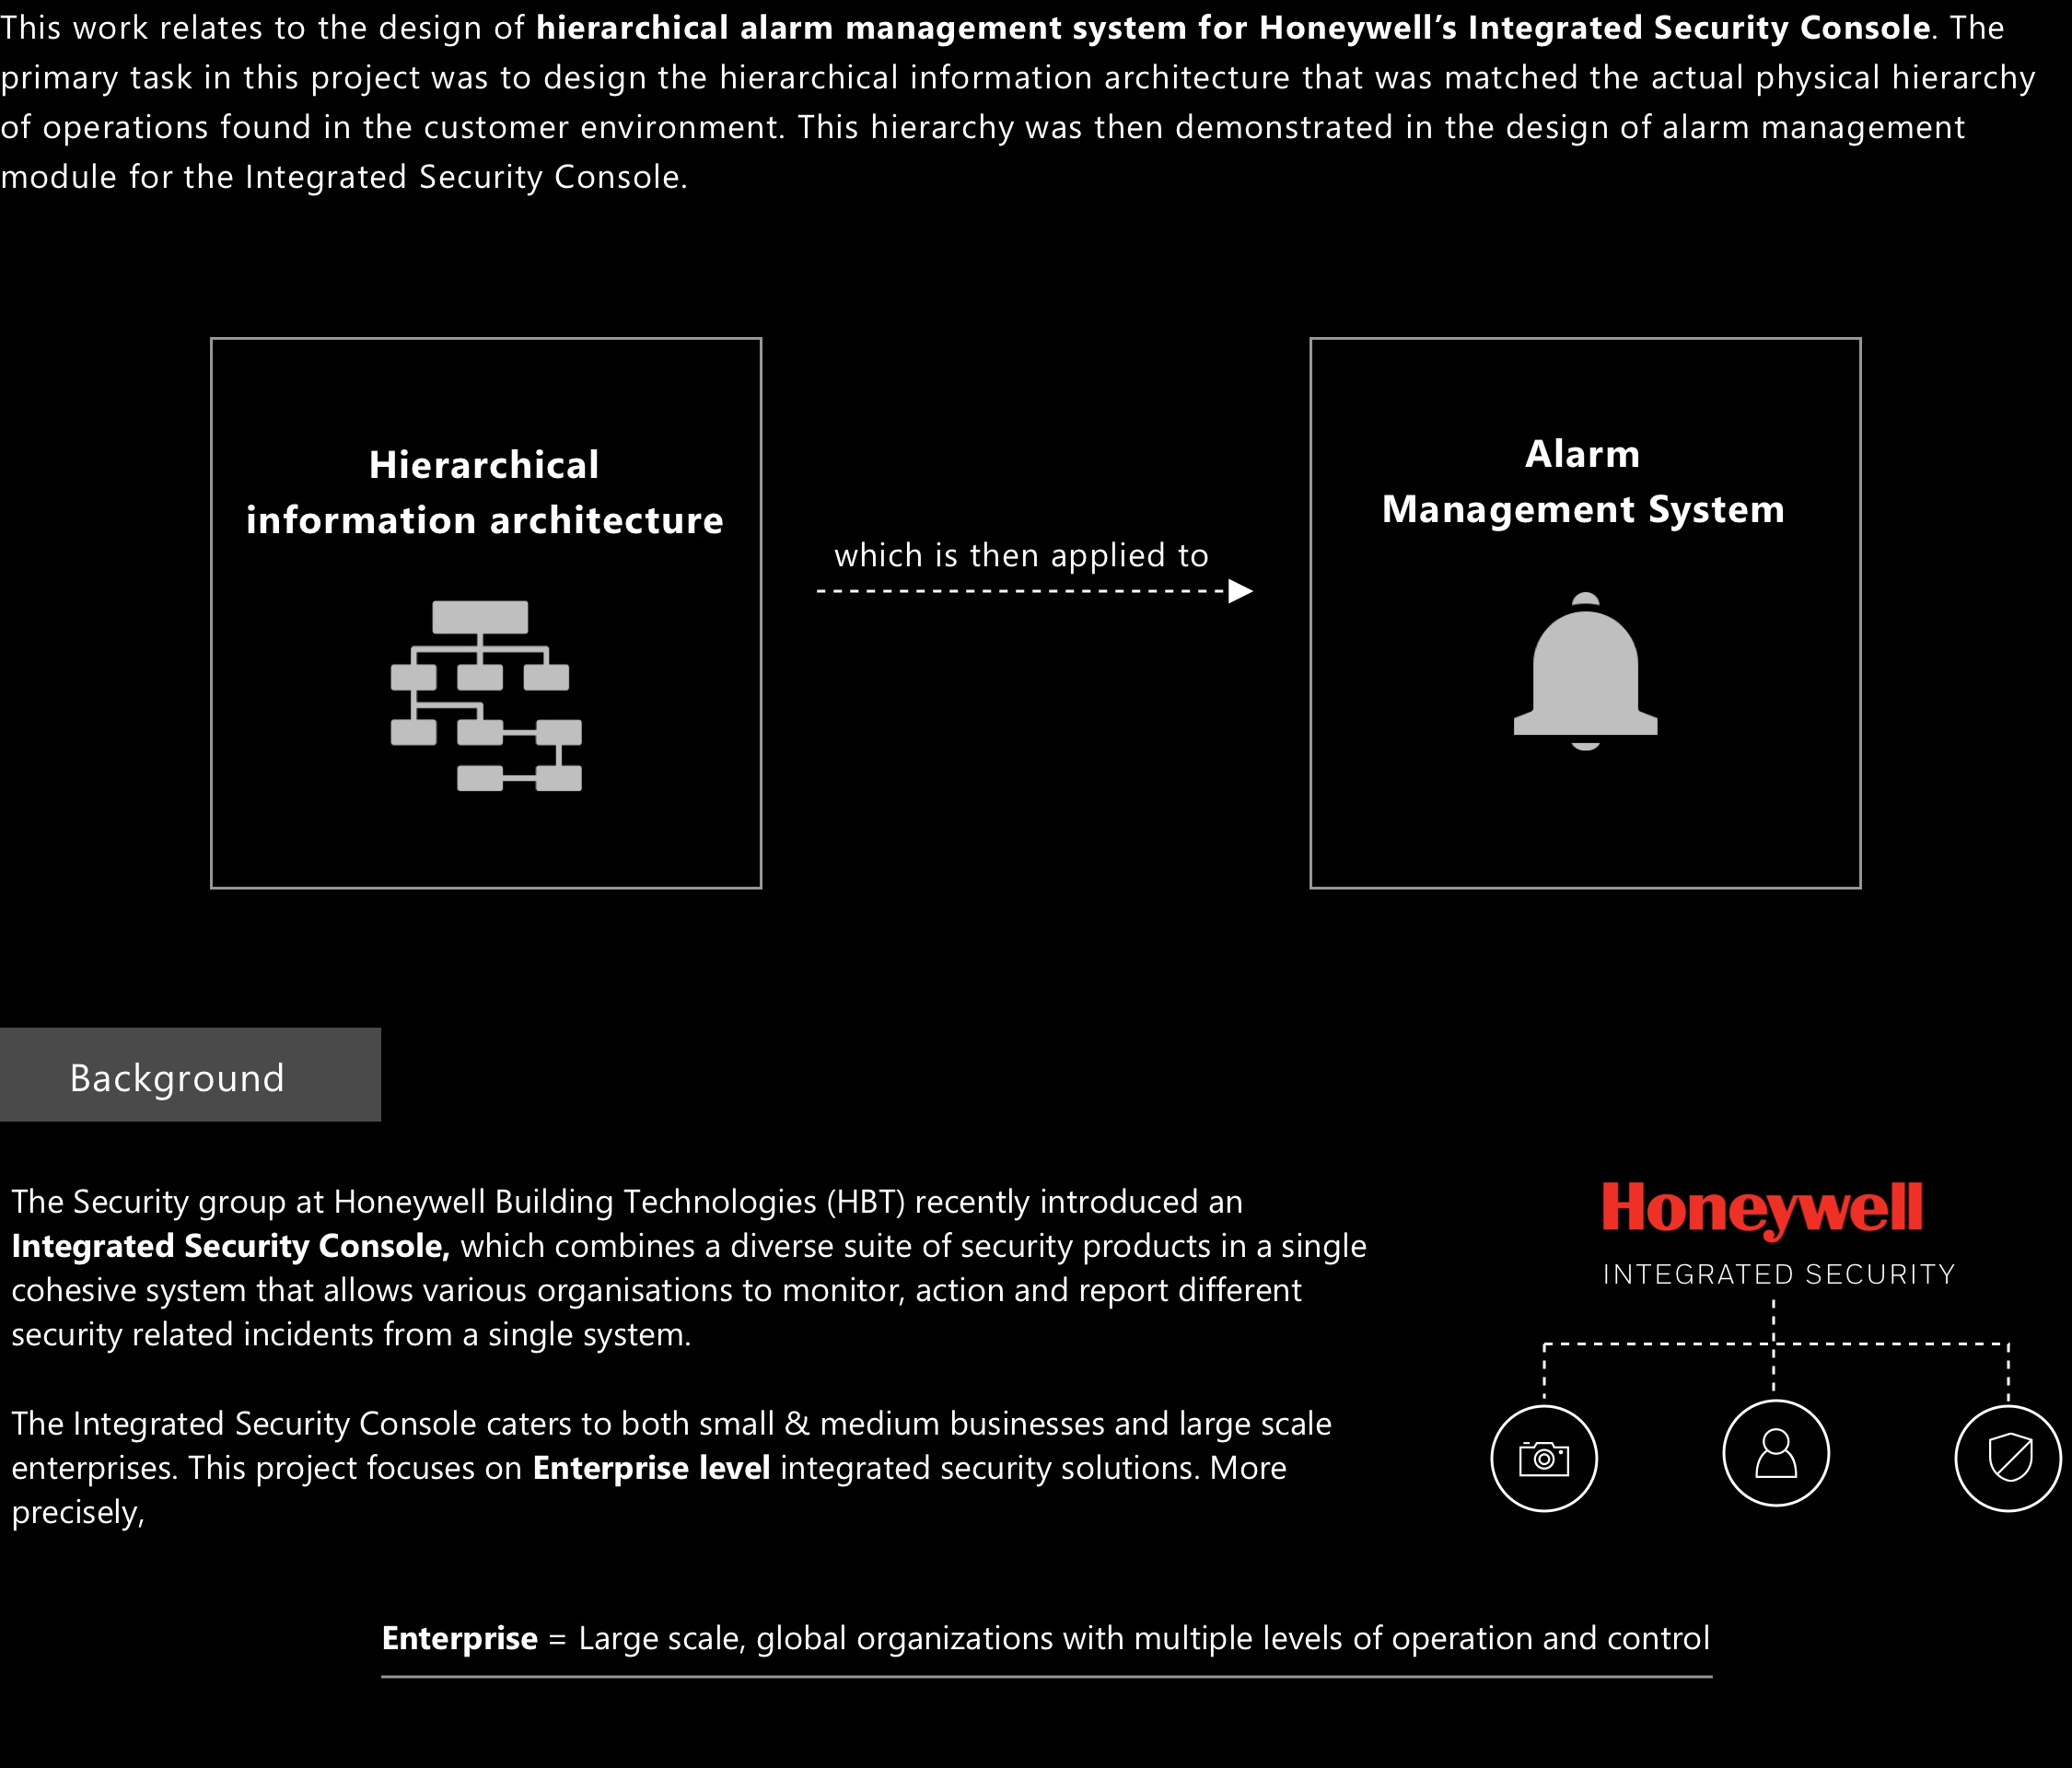 This work relates to the design of hierarchical alarm management system for Honeywell’s Integrated Security Console. The
primary task in this project was to design the hierarchical information architecture that was matched the actual physical hierarchy
of operations found in the customer environment. This hierarchy was then demonstrated in the design of alarm management
module for the Integrated Security Console.
Hierarchical
information architecture
which is then applied to
Alarm
Management System
Background
The Security group at Honeywell Building Technologies (HBT) recently introduced an
Integrated Security Console, which combines a diverse suite of security products in a single
cohesive system that allows various organisations to monitor, action and report different
security related incidents from a single system.
The Integrated Security Console caters to both small & medium businesses and large scale
enterprises. This project focuses on Enterprise level integrated security solutions. More
precisely,
Honeywell
INTEGRATED SECURITY
Enterprise = Large scale, global organizations with multiple levels of operation and control